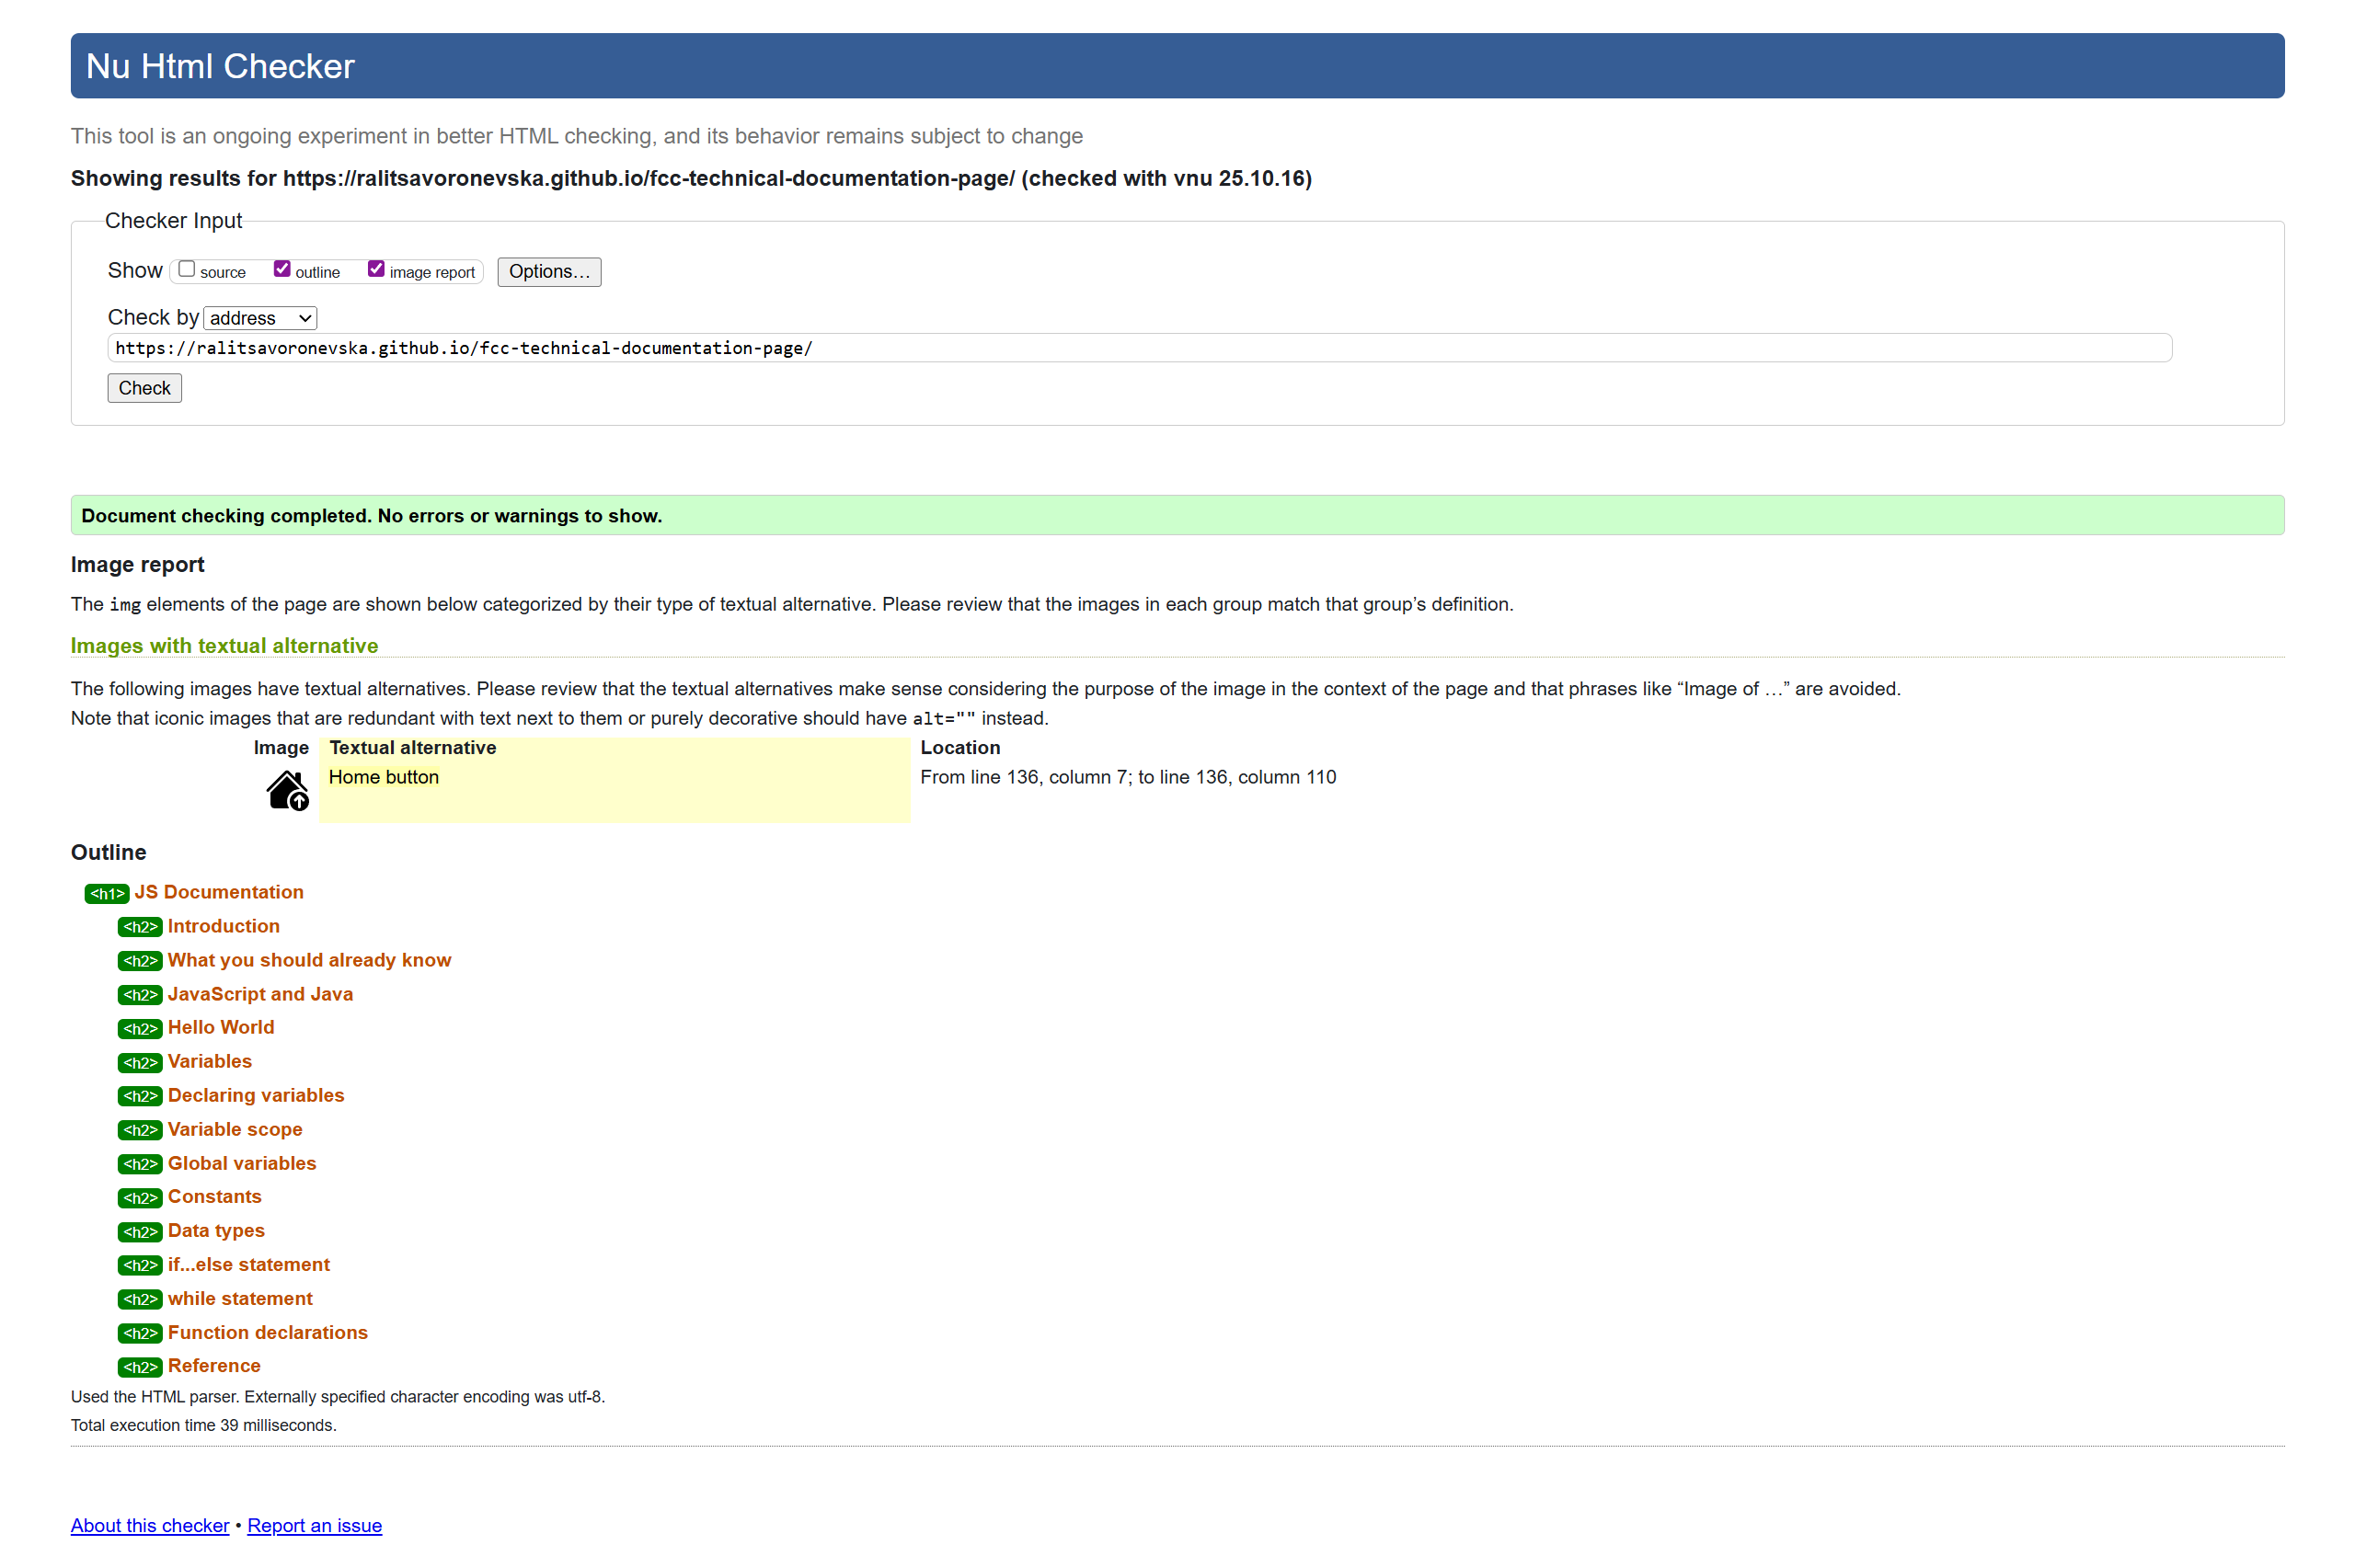 Nu Html Checker
This tool is an ongoing experiment in better HTML checking, and its behavior remains subject to change
Showing results for https://ralitsavoronevska.github.io/fcc-technical-documentation-page/ (checked with vnu 25.10.16)
Checker Input
Show source outline image report Options…
Check by address
https://ralitsavoronevska.github.io/fcc-technical-documentation-page/
Check
Document checking completed. No errors or warnings to show.
Image report
The img elements of the page are shown below categorized by their type of textual alternative. Please review that the images in each group match that group’s definition.
Images with textual alternative
The following images have textual alternatives. Please review that the textual alternatives make sense considering the purpose of the image in the context of the page and that phrases like “Image of …” are avoided.
Note that iconic images that are redundant with text next to them or purely decorative should have alt="" instead.
Image Textual alternative Location
Home button From line 136, column 7; to line 136, column 110
Outline
<h1> JS Documentation
<h2> Introduction
<h2> What you should already know
<h2> JavaScript and Java
<h2> Hello World
<h2> Variables
<h2> Declaring variables
<h2> Variable scope
<h2> Global variables
<h2> Constants
<h2> Data types
<h2> if...else statement
<h2> while statement
<h2> Function declarations
<h2> Reference
Used the HTML parser. Externally specified character encoding was utf-8.
Total execution time 39 milliseconds.
About this checker • Report an issue